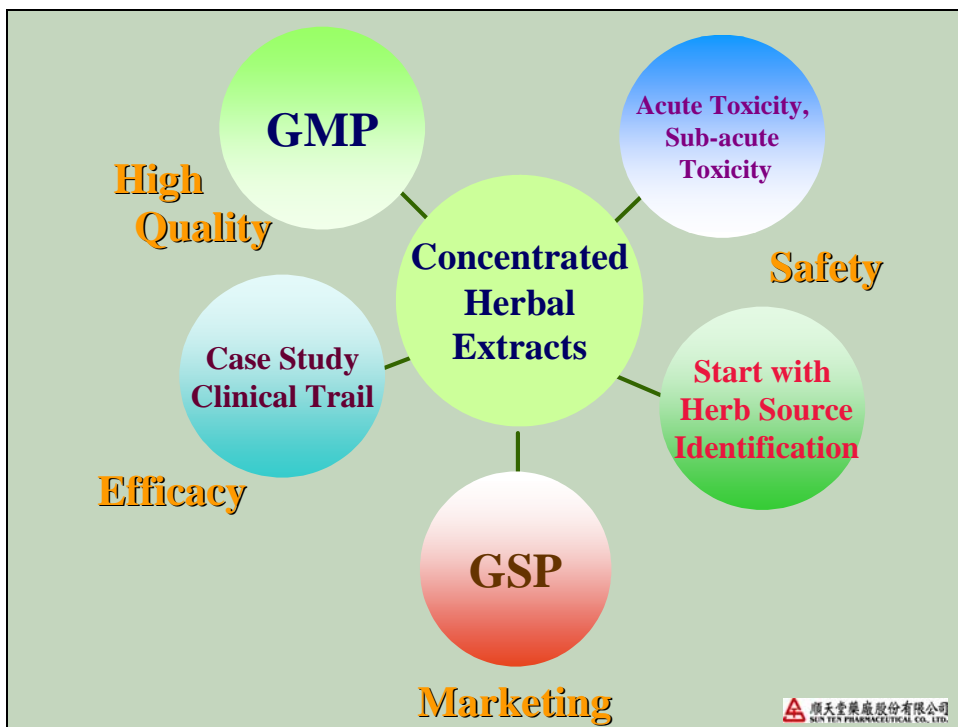 GMP
High
Quality
Acute Toxicity,
Sub-acute
Toxicity
Safety
Concentrated
Herbal
Extracts
Case Study
Clinical Trail
Efficacy
Start with
Herb Source
Identification
GSP
Marketing
順天堂藥廠股份有限公司
SUN TEN PHARMACEUTICAL CO., LTD.